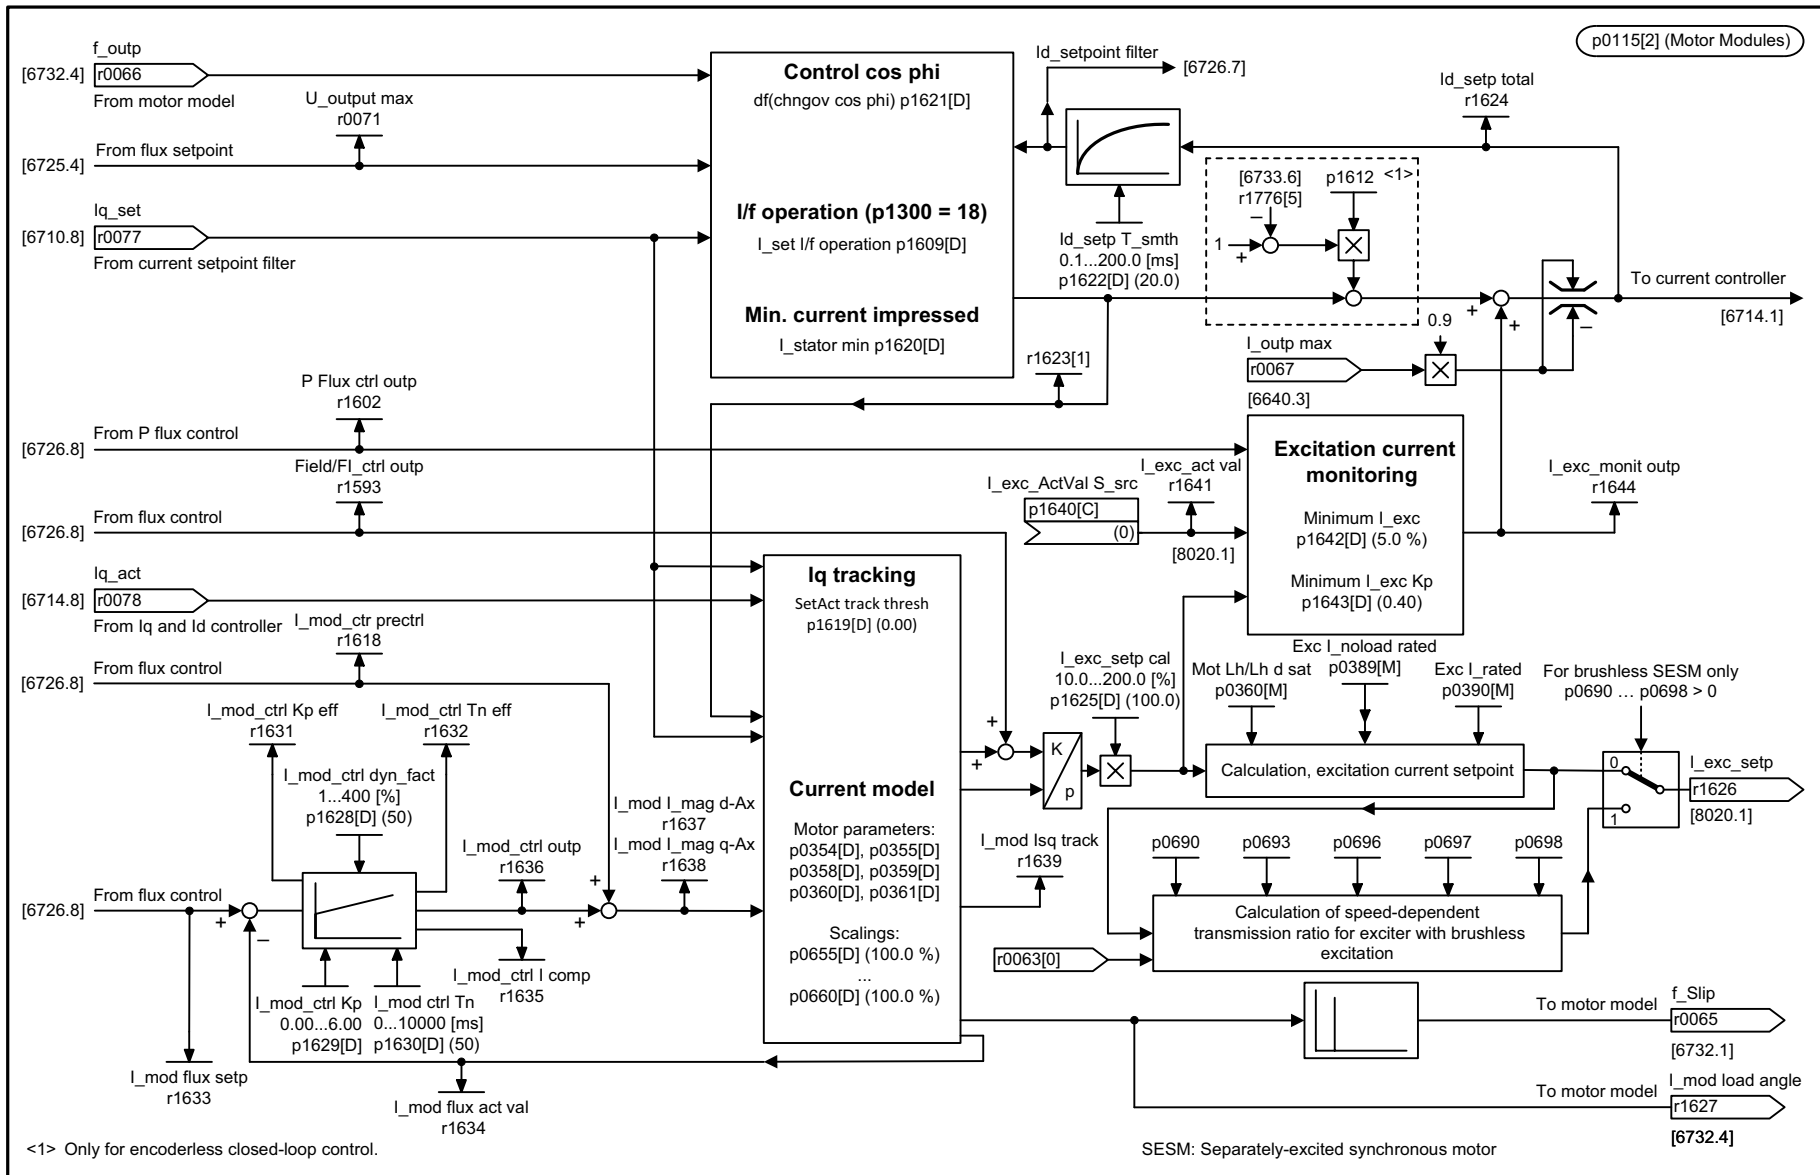 p0115[2] (Motor Modules)
f_outp
[6732.4]
r0066
From motor model
U_output max
r0071
[6725.4]
From flux setpoint
Iq_set
[6710.8]
r0077
From current setpoint filter
Control cos phi
df(chngov cos phi) p1621[D]
I/f operation (p1300 = 18)
I_set I/f operation p1609[D]
Min. current impressed
I_stator min p1620[D]
Id_setpoint filter
[6726.7]
Id_setp T_smth
0.1...200.0 [ms]
p1622[D] (20.0)
Id_setp total
r1624
[6733.6]
r1776[5]
p1612
<1>
–
1
+
+
+
–
To current controller
[6714.1]
0.9
I_outp max
r0067
[6640.3]
r1623[1]
P Flux ctrl outp
r1602
From P flux control
[6726.8]
Field/FI_ctrl outp
r1593
From flux control
[6726.8]
Iq_act
[6714.8]
r0078
From Iq and Id controller
I_mod_ctr prectrl
r1618
From flux control
[6726.8]
I_exc_ActVal S_src
p1640[C]
(0)
I_exc_act val
r1641
[8020.1]
Excitation current
monitoring
Minimum I_exc
p1642[D] (5.0 %)
Minimum I_exc Kp
p1643[D] (0.40)
I_exc_monit outp
r1644
Iq tracking
SetAct track thresh
p1619[D] (0.00)
Current model
Motor parameters:
p0354[D], p0355[D]
p0358[D], p0359[D]
p0360[D], p0361[D]
Scalings:
p0655[D] (100.0 %)
...
p0660[D] (100.0 %)
+
+
K
p
I_exc_setp cal
10.0...200.0 [%]
p1625[D] (100.0)
Mot Lh/Lh d sat
p0360[M]
Exc I_noload rated
p0389[M]
Exc I_rated
p0390[M]
Calculation, excitation current setpoint
For brushless SESM only
p0690 ... p0698 > 0
0
1
I_exc_setp
r1626
[8020.1]
p0690
p0693
p0696
p0697
p0698
Calculation of speed-dependent
transmission ratio for exciter with brushless
excitation
r0063[0]
I_mod_ctrl Kp eff
r1631
I_mod_ctrl Tn eff
r1632
I_mod_ctrl dyn_fact
1...400 [%]
p1628[D] (50)
I_mod_ctrl outp
r1636
I_mod I_mag d-Ax
r1637
I_mod I_mag q-Ax
r1638
I_mod Isq track
r1639
From flux control
[6726.8]
+
–
+
+
I_mod_ctrl I comp
r1635
I_mod_ctrl Kp
0.00...6.00
p1629[D]
I_mod ctrl Tn
0...10000 [ms]
p1630[D] (50)
I_mod flux setp
r1633
I_mod flux act val
r1634
To motor model
f_Slip
r0065
[6732.1]
To motor model
I_mod load angle
r1627
[6732.4]
<1> Only for encoderless closed-loop control.
SESM: Separately-excited synchronous motor